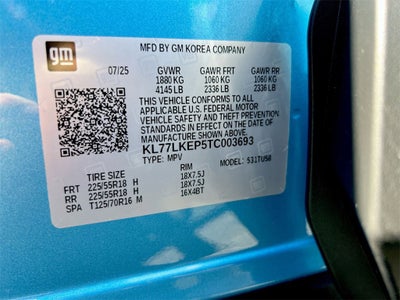 gm
MFD BY GM KOREA COMPANY
07/25 GVWR GAWR FRT GAWR RR
1880 KG 1060 KG 1060 KG
4145 LB 2336 LB 2336 LB
THIS VEHICLE CONFORMS TO ALL
APPLICABLE U.S. FEDERAL MOTOR
VEHICLE SAFETY AND THEFT PREVENTION
STANDARDS IN EFFECT ON THE DATE OF
MANUFACTURE SHOWN ABOVE.
KL77LKEP5TC003693
TYPE: MPV MODEL: 531TUSB
TIRE SIZE RIM
FRT 225/55R18 H 18X7.5J
RR 225/55R18 H 18X7.5J
SPA T125/70R16 M 16X4BT